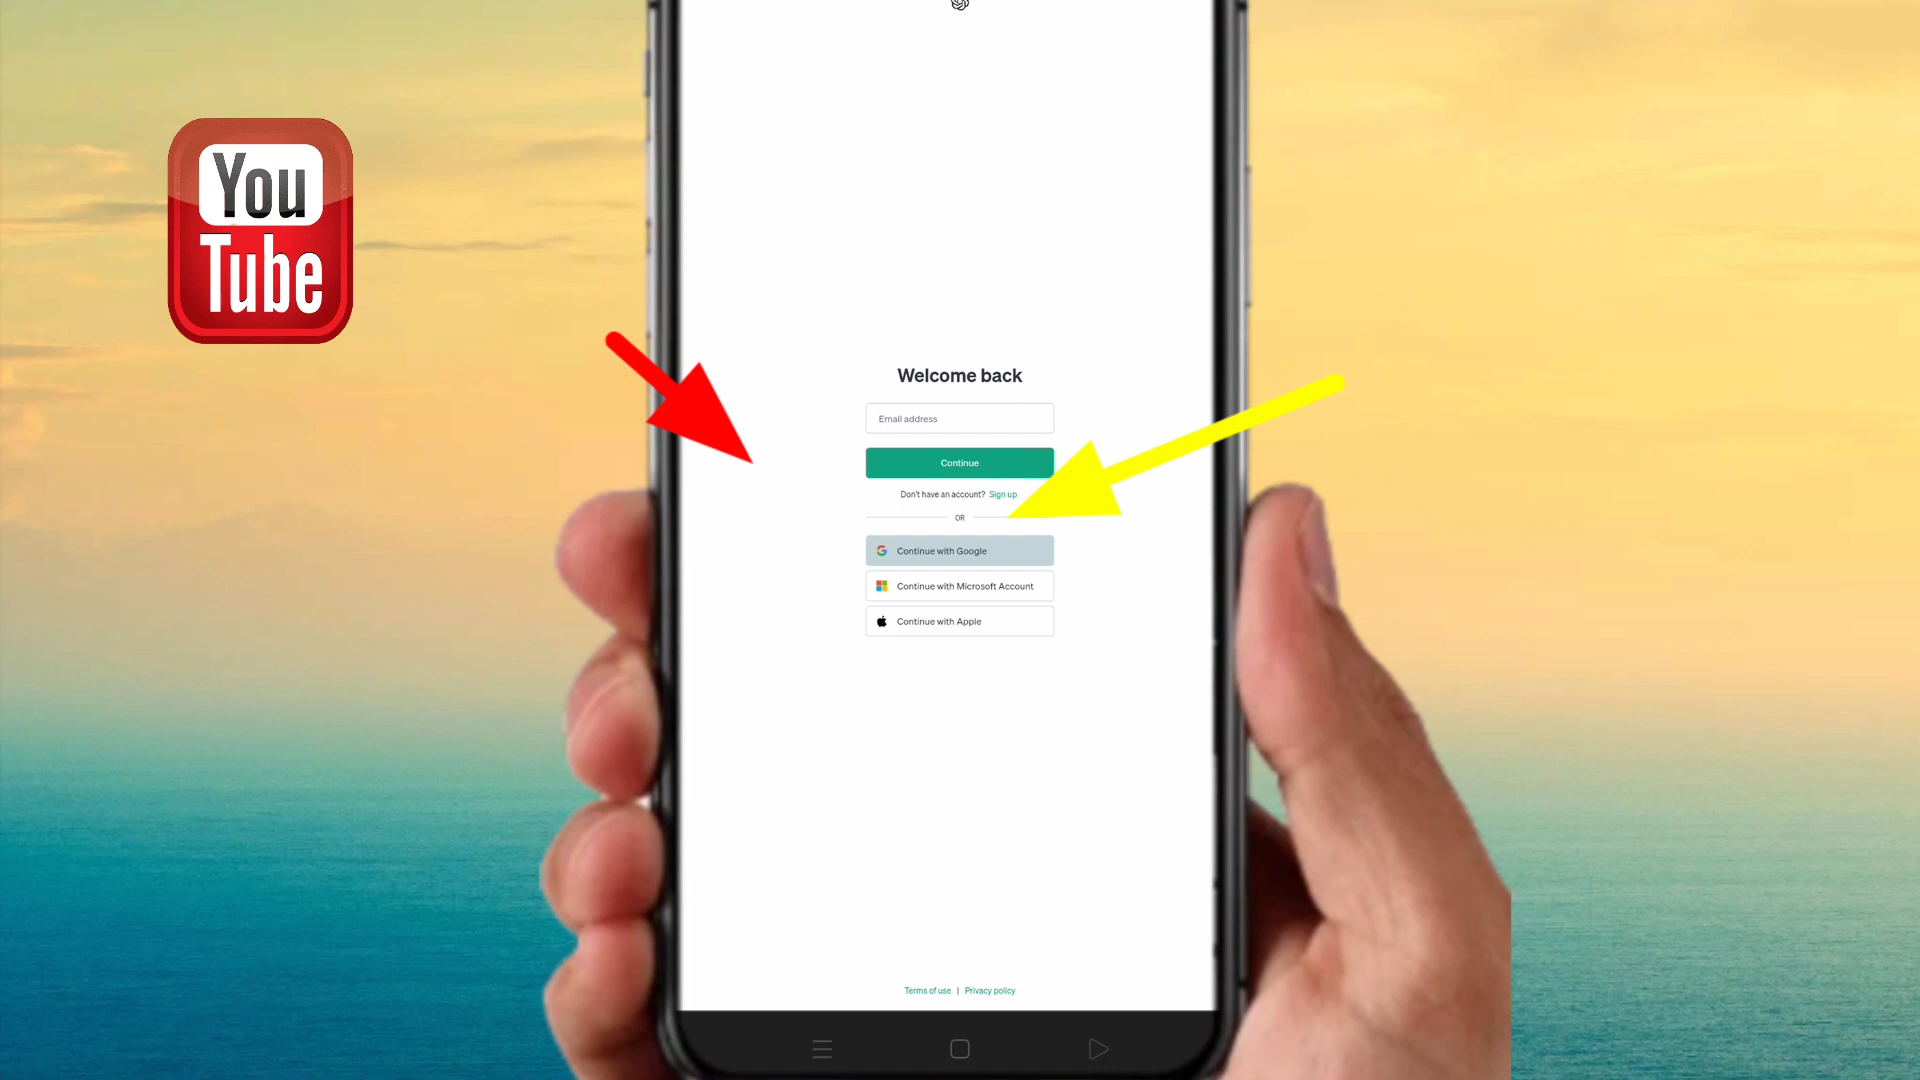 You
Tube
Welcome back
Email address
Continue
Don't have an account? Sign up
OR
Continue with Google
Continue with Microsoft Account
Continue with Apple
Terms of use | Privacy policy